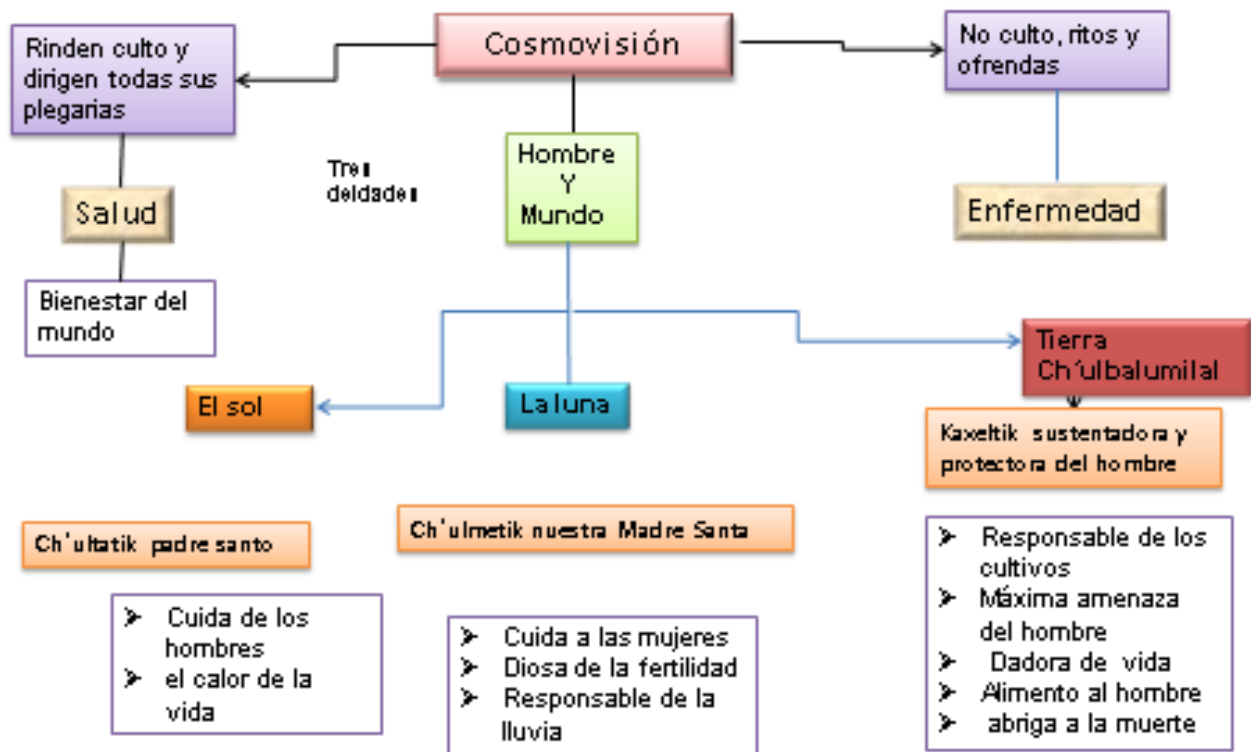 Cosmovisión
Rinden culto y
dirigen todas sus
plegarias
No culto, ritos y
ofrendas
Tres
deidades
Hombre
Y
Mundo
Salud
Enfermedad
Bienestar del
mundo
El sol
La luna
Tierra
Ch´ulbalumilal
Kaxeltik sustentadora y
protectora del hombre
Ch´ultatik padre santo
Ch´ulmetik nuestra Madre Santa
➤ Cuida de los
hombres
➤ el calor de la
vida
➤ Cuida a las mujeres
➤ Diosa de la fertilidad
➤ Responsable de la
lluvia
➤ Responsable de los
cultivos
➤ Máxima amenaza
del hombre
➤ Dadora de vida
➤ Alimento al hombre
➤ abriga a la muerte